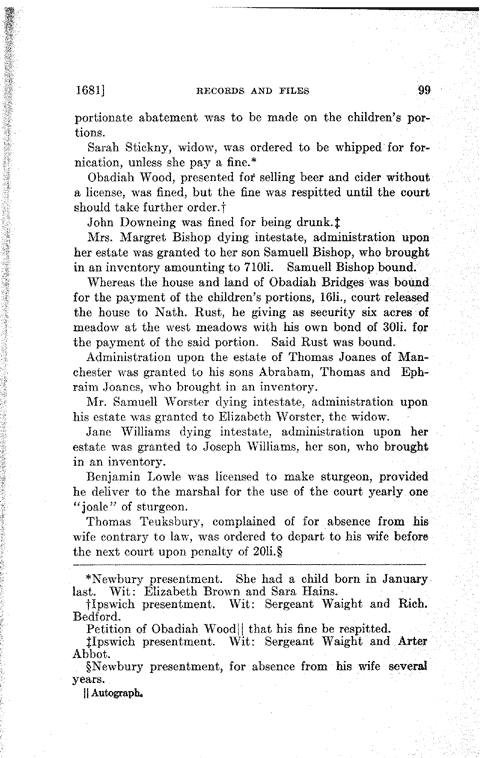 1681] RECORDS AND FILES 99
portionate abatement was to be made on the children's por-
tions.
Sarah Stickny, widow, was ordered to be whipped for for-
nication, unless she pay a fine.*
Obadiah Wood, presented for selling beer and cider without
a license, was fined, but the fine was respitted until the court
should take further order.†
John Downeing was fined for being drunk.‡
Mrs. Margret Bishop dying intestate, administration upon
her estate was granted to her son Samuell Bishop, who brought
in an inventory amounting to 710li. Samuell Bishop bound.
Whereas the house and land of Obadiah Bridges was bound
for the payment of the children's portions, 16li., court released
the house to Nath. Rust, he giving as security six acres of
meadow at the west meadows with his own bond of 30li. for
the payment of the said portion. Said Rust was bound.
Administration upon the estate of Thomas Joanes of Man-
chester was granted to his sons Abraham, Thomas and Eph-
raim Joanes, who brought in an inventory.
Mr. Samuell Worster dying intestate, administration upon
his estate was granted to Elizabeth Worster, the widow.
Jane Williams dying intestate, administration upon her
estate was granted to Joseph Williams, her son, who brought
in an inventory.
Benjamin Lowle was licensed to make sturgeon, provided
he deliver to the marshal for the use of the court yearly one
"joale" of sturgeon.
Thomas Teuksbury, complained of for absence from his
wife contrary to law, was ordered to depart to his wife before
the next court upon penalty of 20li.§
*Newbury presentment. She had a child born in January
last. Wit: Elizabeth Brown and Sara Hains.
†Ipswich presentment. Wit: Sergeant Waight and Rich.
Bedford.
Petition of Obadiah Wood|| that his fine be respitted.
‡Ipswich presentment. Wit: Sergeant Waight and Arter
Abbot.
§Newbury presentment, for absence from his wife several
years.
|| Autograph.